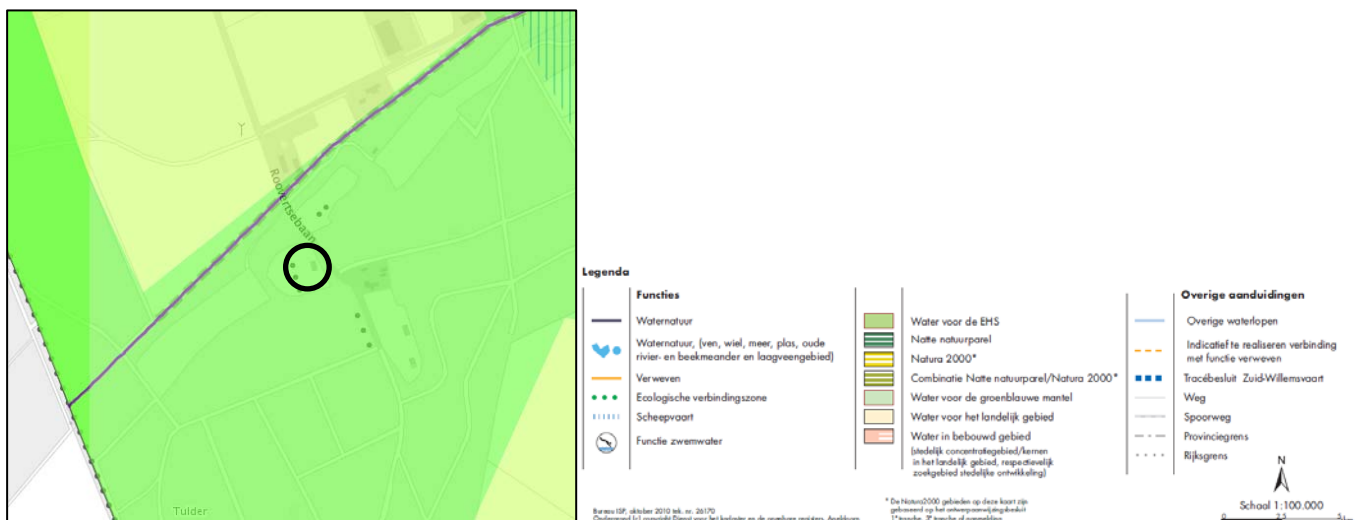 Roovertsebaan
Tulder
Legenda
Functies
Waternatuur
Waternatuur, (ven, wiel, meer, plas, oude
rivier- en beekmeander en laagveengebied)
Verweven
Ecologische verbindingszone
Scheepvaart
Functie zwemwater
Water voor de EHS
Natte natuurparel
Natura 2000*
Combinatie Natte natuurparel/Natura 2000*
Water voor de groenblauwe mantel
Water voor het landelijk gebied
Water in bebouwd gebied
(stedelijk concentratiegebied/kernen
in het landelijk gebied, respectievelijk
zoekgebied stedelijke ontwikkeling)
Overige aanduidingen
Overige waterlopen
Indicatief te realiseren verbinding
met functie verweven
Tracébesluit Zuid-Willemsvaart
Weg
Spoorweg
Provinciegrens
Rijksgrens
N
Schaal 1:100.000
0 2,5
Bureau ISP, oktober 2010 tek. nr. 26170
* De Natura2000 gebieden op deze kaart zijn
gebaseerd op het ontwerpaanwijzingsbesluit